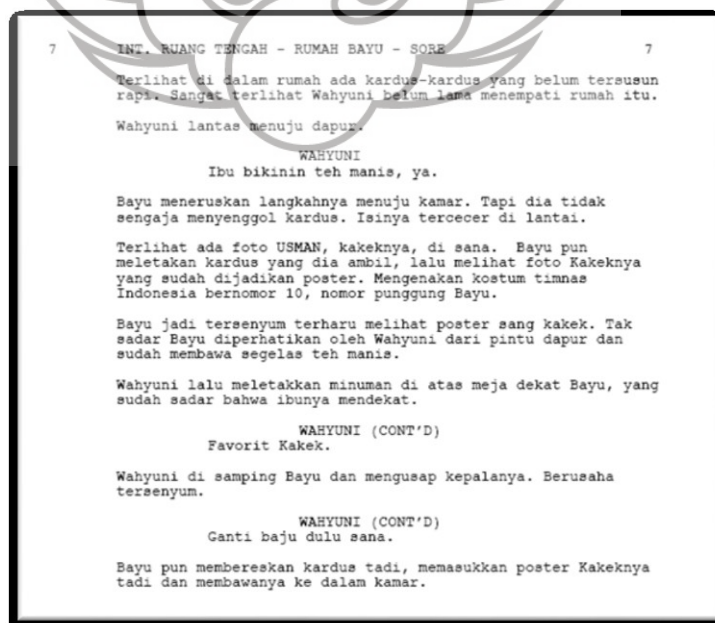 7 INT. RUANG TENGAH - RUMAH BAYU - SORE 7
Terlihat di dalam rumah ada kardus-kardus yang belum tersusun
rapi. Sangat terlihat Wahyuni belum lama menempati rumah itu.
Wahyuni lantas menuju dapur.
WAHYUNI
Ibu bikinin teh manis, ya.
Bayu meneruskan langkahnya menuju kamar. Tapi dia tidak
sengaja menyenggol kardus. Isinya tercecer di lantai.
Terlihat ada foto USMAN, kakeknya, di sana. Bayu pun
meletakan kardus yang dia ambil, lalu melihat foto Kakeknya
yang sudah dijadikan poster. Mengenakan kostum timnas
Indonesia bernomor 10, nomor punggung Bayu.
Bayu jadi tersenyum terharu melihat poster sang kakek. Tak
sadar Bayu diperhatikan oleh Wahyuni dari pintu dapur dan
sudah membawa segelas teh manis.
Wahyuni lalu meletakkan minuman di atas meja dekat Bayu, yang
sudah sadar bahwa ibunya mendekat.
WAHYUNI (CONT'D)
Favorit Kakek.
Wahyuni di samping Bayu dan mengusap kepalanya. Berusaha
tersenyum.
WAHYUNI (CONT'D)
Ganti baju dulu sana.
Bayu pun membereskan kardus tadi, memasukkan poster Kakeknya
tadi dan membawanya ke dalam kamar.